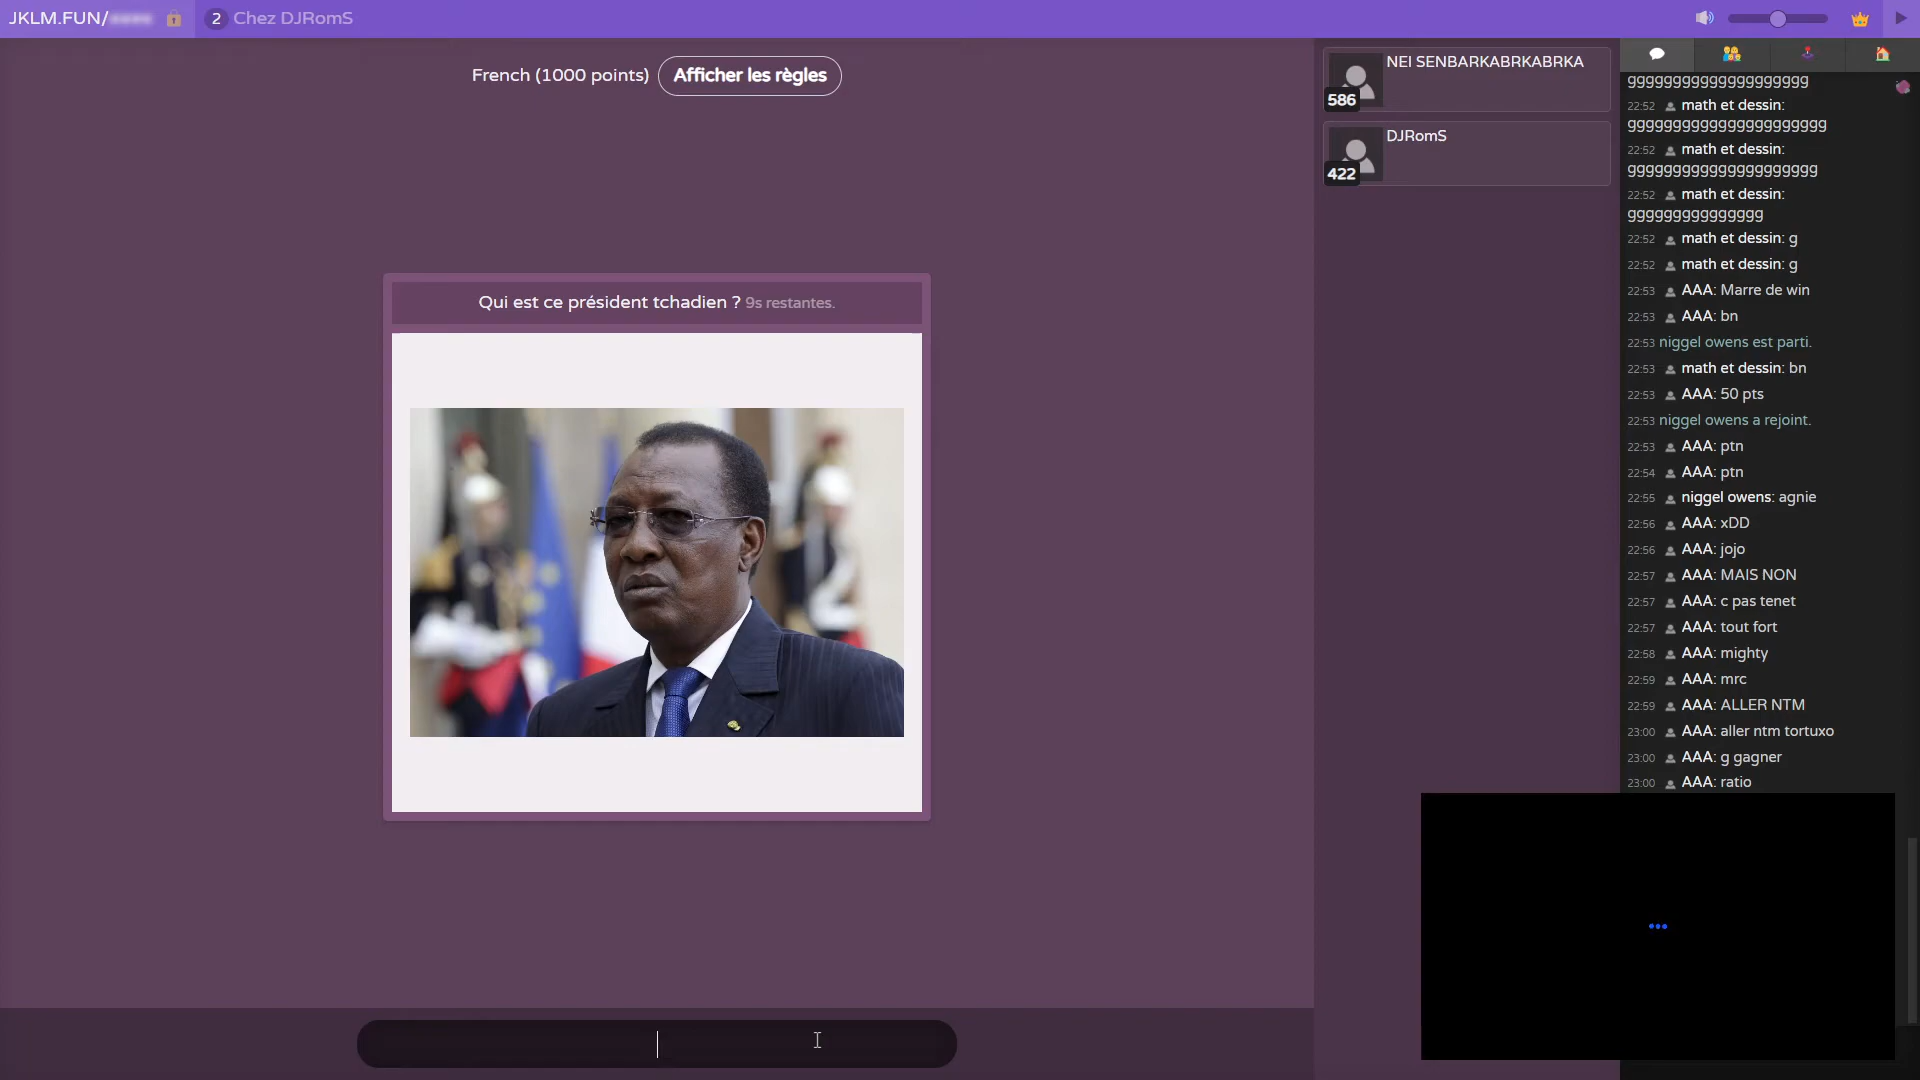 JKLM.FUN/
2 Chez DJRomS
French (1000 points) Afficher les règles
Qui est ce président tchadien ? 9s restantes.
NEI SENBARKABRKABRKA
586
DJRomS
422
gggggggggggggggggggg
22:52 math et dessin:
gggggggggggggggggggggg
22:52 math et dessin:
ggggggggggggggggggggg
22:52 math et dessin:
ggggggggggggggg
22:52 math et dessin: g
22:52 math et dessin: g
22:53 AAA: Marre de win
22:53 AAA: bn
22:53 niggel owens est parti.
22:53 math et dessin: bn
22:53 AAA: 50 pts
22:53 niggel owens a rejoint.
22:53 AAA: ptn
22:54 AAA: ptn
22:55 niggel owens: agnie
22:56 AAA: xDD
22:56 AAA: jojo
22:57 AAA: MAIS NON
22:57 AAA: c pas tenet
22:57 AAA: tout fort
22:58 AAA: mighty
22:59 AAA: mrc
22:59 AAA: ALLER NTM
23:00 AAA: aller ntm tortuxo
23:00 AAA: g gagner
23:00 AAA: ratio